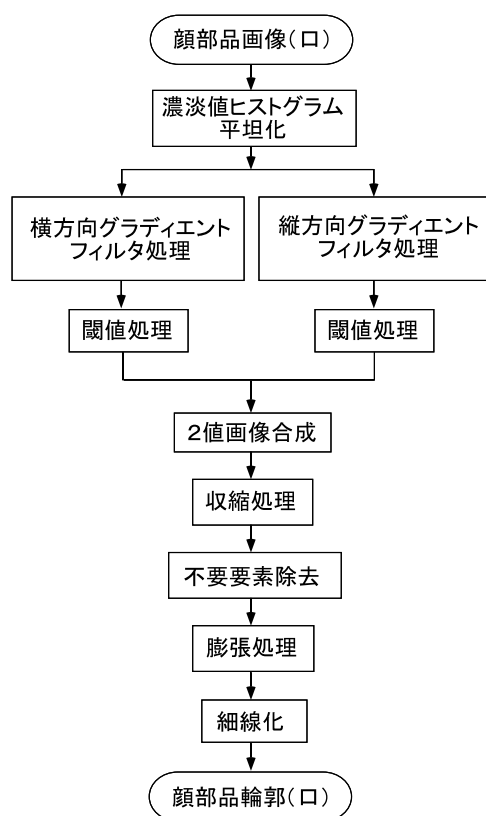 顔部品画像(口)
濃淡値ヒストグラム
平坦化
横方向グラディエント
フィルタ処理
縦方向グラディエント
フィルタ処理
閾値処理
閾値処理
2値画像合成
収縮処理
不要要素除去
膨張処理
細線化
顔部品輪郭(口)